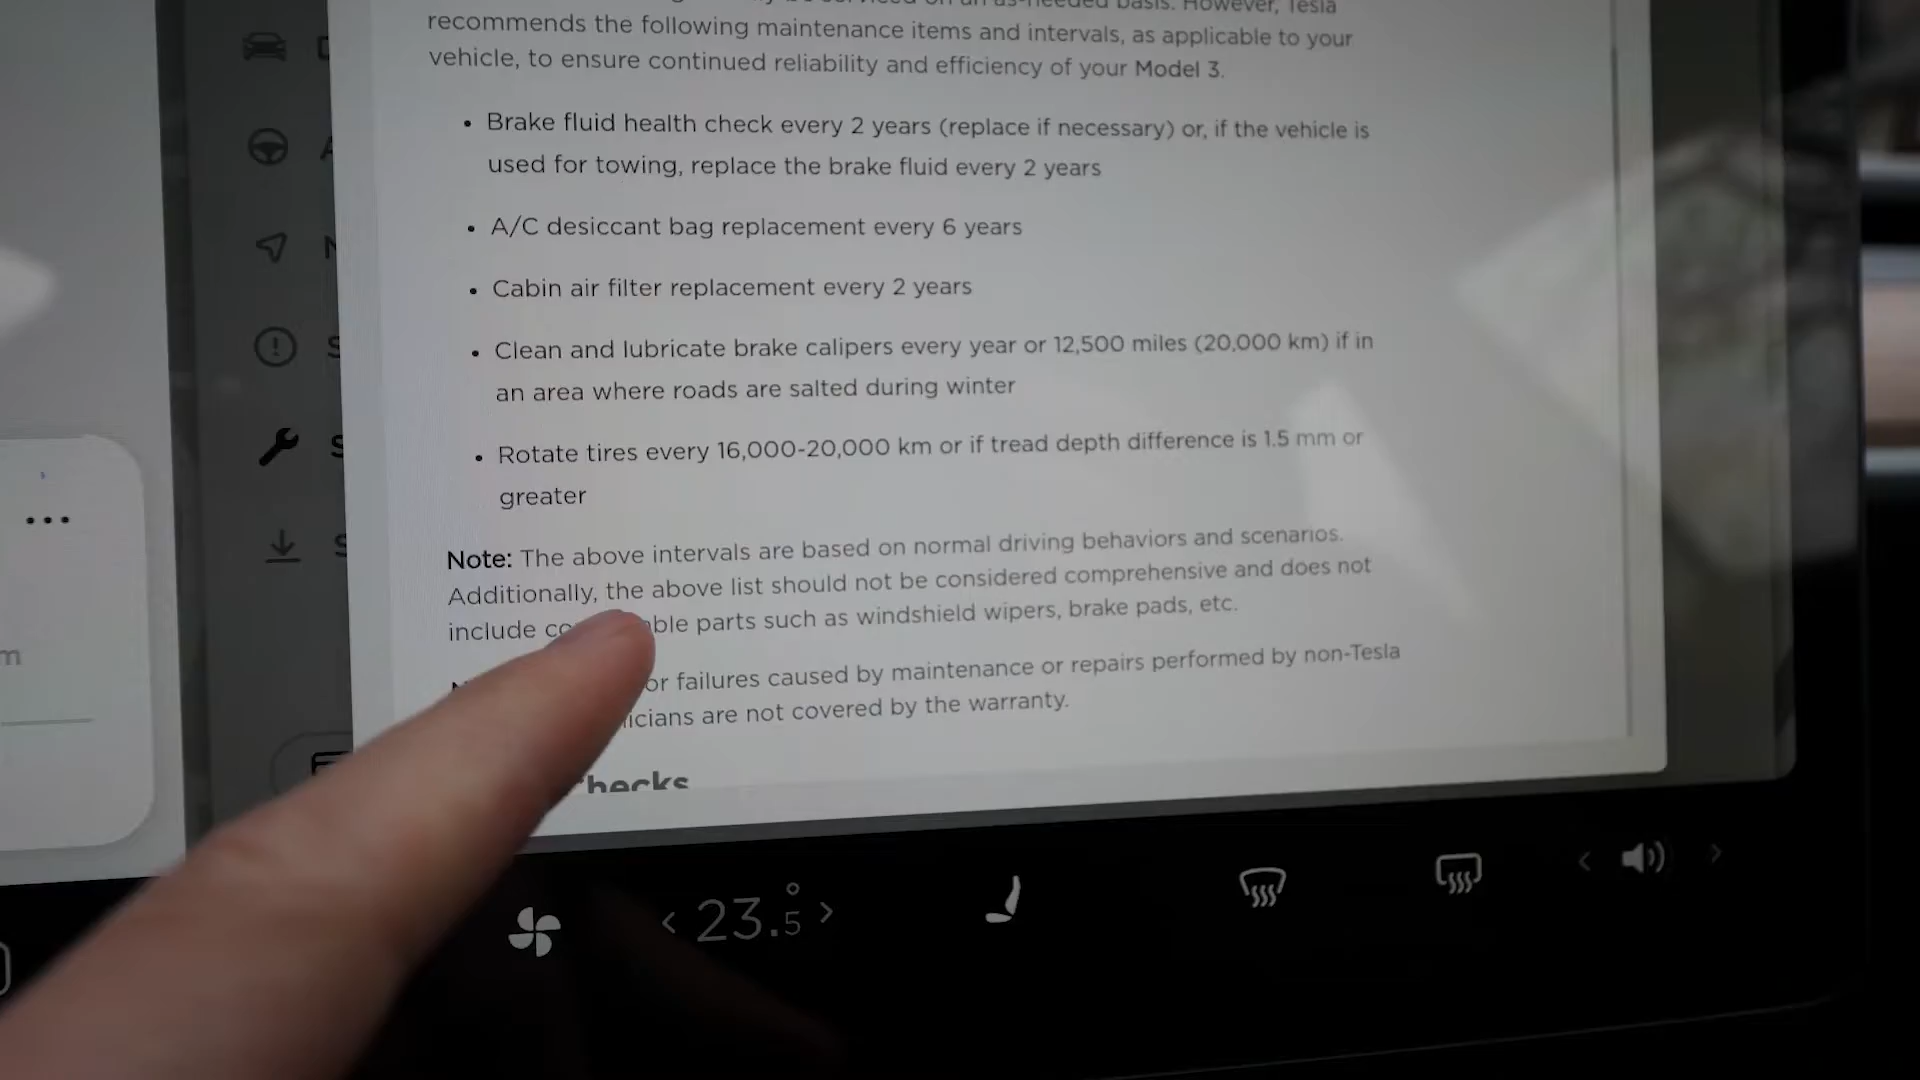 recommends the following maintenance items and intervals, as applicable to your
vehicle, to ensure continued reliability and efficiency of your Model 3.
• Brake fluid health check every 2 years (replace if necessary) or, if the vehicle is
used for towing, replace the brake fluid every 2 years
• A/C desiccant bag replacement every 6 years
• Cabin air filter replacement every 2 years
• Clean and lubricate brake calipers every year or 12,500 miles (20,000 km) if in
an area where roads are salted during winter
• Rotate tires every 16,000-20,000 km or if tread depth difference is 1.5 mm or
greater
Note: The above intervals are based on normal driving behaviors and scenarios.
Additionally, the above list should not be considered comprehensive and does not
include parts such as windshield wipers, brake pads, etc.
or failures caused by maintenance or repairs performed by non-Tesla
are not covered by the warranty.
< 23.5° >
< >